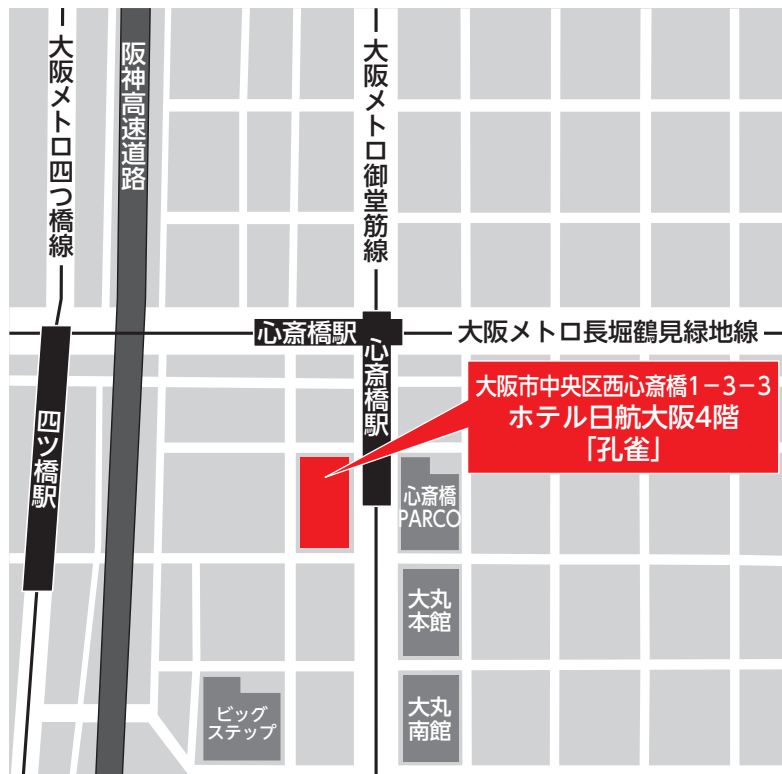 大阪メトロ四つ橋線
阪神高速道路
大阪メトロ御堂筋線
心斎橋駅
大阪メトロ長堀鶴見緑地線
心斎橋駅
四ツ橋駅
大阪市中央区西心斎橋1－3－3
ホテル日航大阪4階
「孔雀」
心斎橋
PARCO
大丸
本館
ビッグ
ステップ
大丸
南館